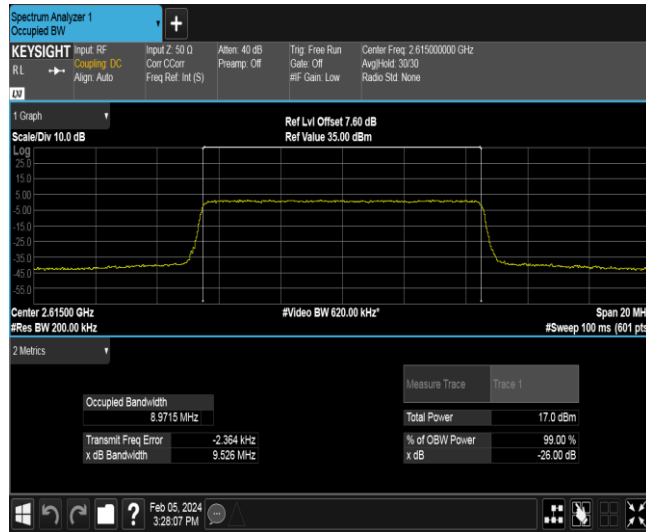 Spectrum Analyzer 1
Occupied BW
+
KEYSIGHT Input: RF Input Z: 50 Ω Atten: 40 dB Trig: Free Run Center Freq: 2.615000000 GHz
RL Coupling: DC Corr CCorr Preamp: Off Gate: Off Avg|Hold: 30/30
Align: Auto Freq Ref: Int (S) #IF Gain: Low Radio Std: None
LXI
1 Graph
Ref Lvl Offset 7.60 dB
Scale/Div 10.0 dB Ref Value 35.00 dBm
Log
25.0
15.0
5.00
-5.00
-15.0
-25.0
-35.0
-45.0
-55.0
Center 2.61500 GHz #Video BW 620.00 kHz* Span 20 MH
#Res BW 200.00 kHz #Sweep 100 ms (601 pts
2 Metrics
Measure Trace Trace 1
Occupied Bandwidth
8.9715 MHz Total Power 17.0 dBm
Transmit Freq Error -2.364 kHz % of OBW Power 99.00 %
x dB Bandwidth 9.526 MHz x dB -26.00 dB
?
Feb 05, 2024
3:28:07 PM